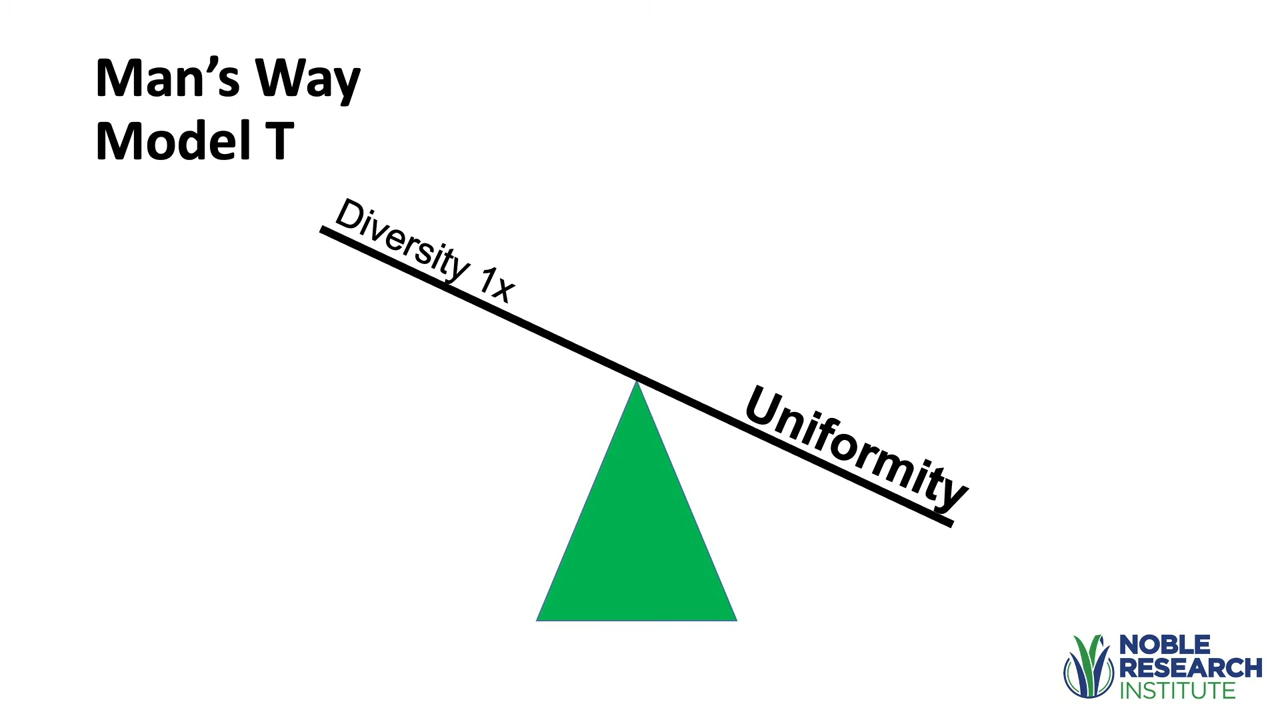 Man’s Way
Model T
Diversity 1x
Uniformity
NOBLE
RESEARCH
INSTITUTE